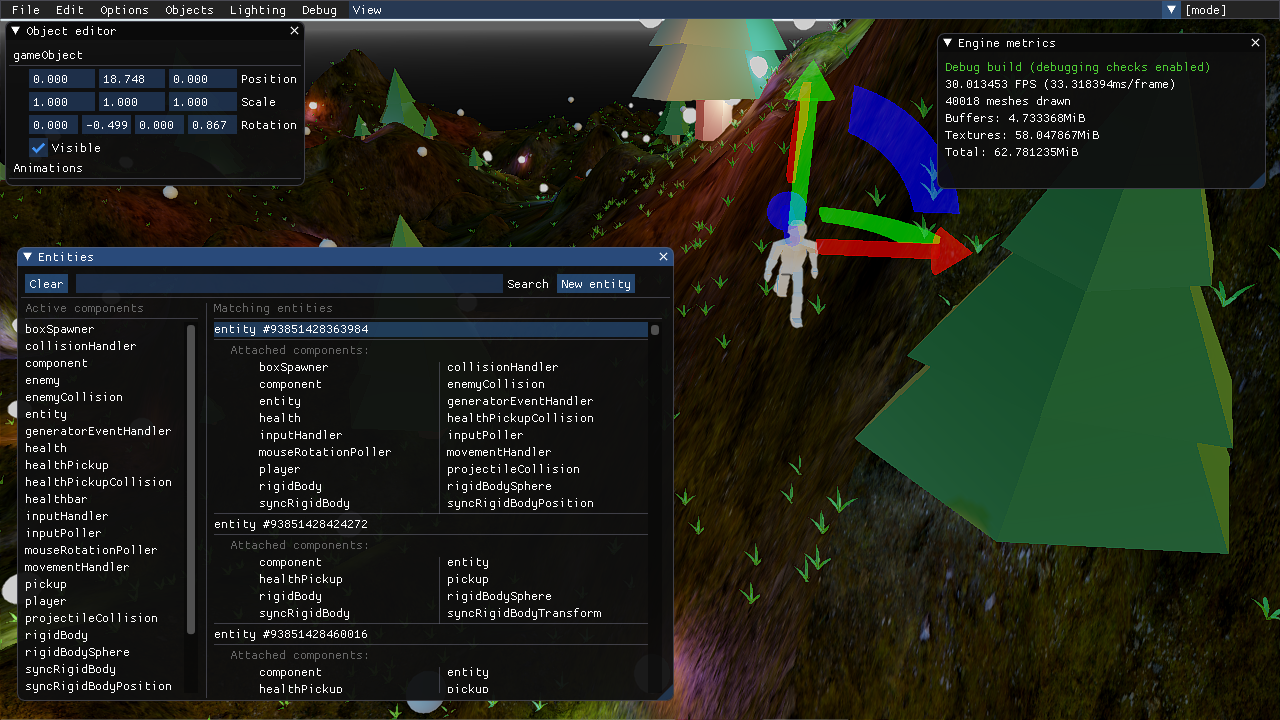 File Edit Options Objects Lighting Debug View [mode]
Object editor
gameObject
0.000 18.748 0.000 Position
1.000 1.000 1.000 Scale
0.000 -0.499 0.000 0.867 Rotation
Visible
Animations
Engine metrics
Debug build (debugging checks enabled)
30.013453 FPS (33.318394ms/frame)
40018 meshes drawn
Buffers: 4.733368MiB
Textures: 58.047867MiB
Total: 62.781235MiB
Entities
Clear Search New entity
Active components
boxSpawner
collisionHandler
component
enemy
enemyCollision
entity
generatorEventHandler
health
healthPickup
healthPickupCollision
healthbar
inputHandler
inputPoller
mouseRotationPoller
movementHandler
pickup
player
projectileCollision
rigidBody
rigidBodySphere
syncRigidBody
syncRigidBodyPosition
Matching entities
entity #93851428363984
Attached components:
boxSpawner collisionHandler
component enemyCollision
entity generatorEventHandler
health healthPickupCollision
inputHandler inputPoller
mouseRotationPoller movementHandler
player projectileCollision
rigidBody rigidBodySphere
syncRigidBody syncRigidBodyPosition
entity #93851428424272
Attached components:
component entity
healthPickup pickup
rigidBody rigidBodySphere
syncRigidBody syncRigidBodyTransform
entity #93851428460016
Attached components:
component entity
healthPickup pickup